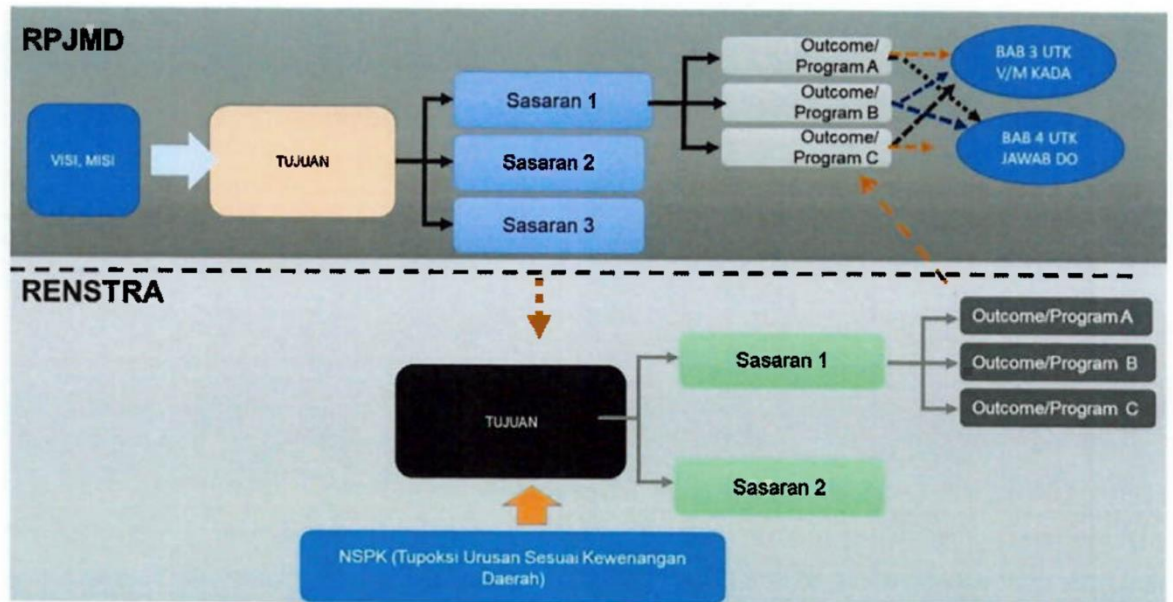 RPJMD
VISI, MISI
TUJUAN
Sasaran 1
Sasaran 2
Sasaran 3
Outcome/
Program A
Outcome/
Program B
Outcome/
Program C
BAB 3 UTK
V/M KADA
BAB 4 UTK
JAWAB DO
RENSTRA
TUJUAN
Sasaran 1
Sasaran 2
Outcome/Program A
Outcome/Program B
Outcome/Program C
NSPK (Tupoksi Urusan Sesuai Kewenangan
Daerah)